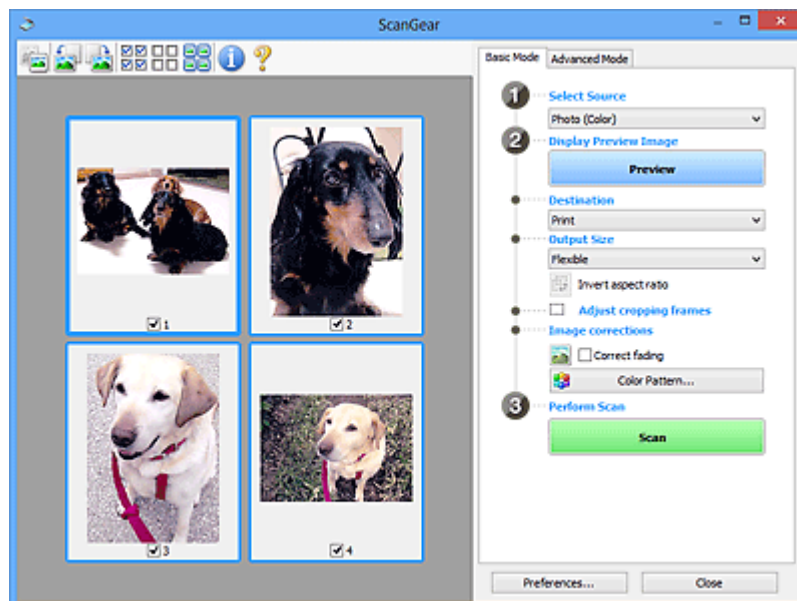 ScanGear
Basic Mode
Advanced Mode
1
Select Source
Photo (Color)
2
Display Preview Image
Preview
Destination
Print
Output Size
Flexible
Invert aspect ratio
Adjust cropping frames
Image corrections
Correct fading
Color Pattern...
3
Perform Scan
Scan
1
2
3
4
Preferences...
Close